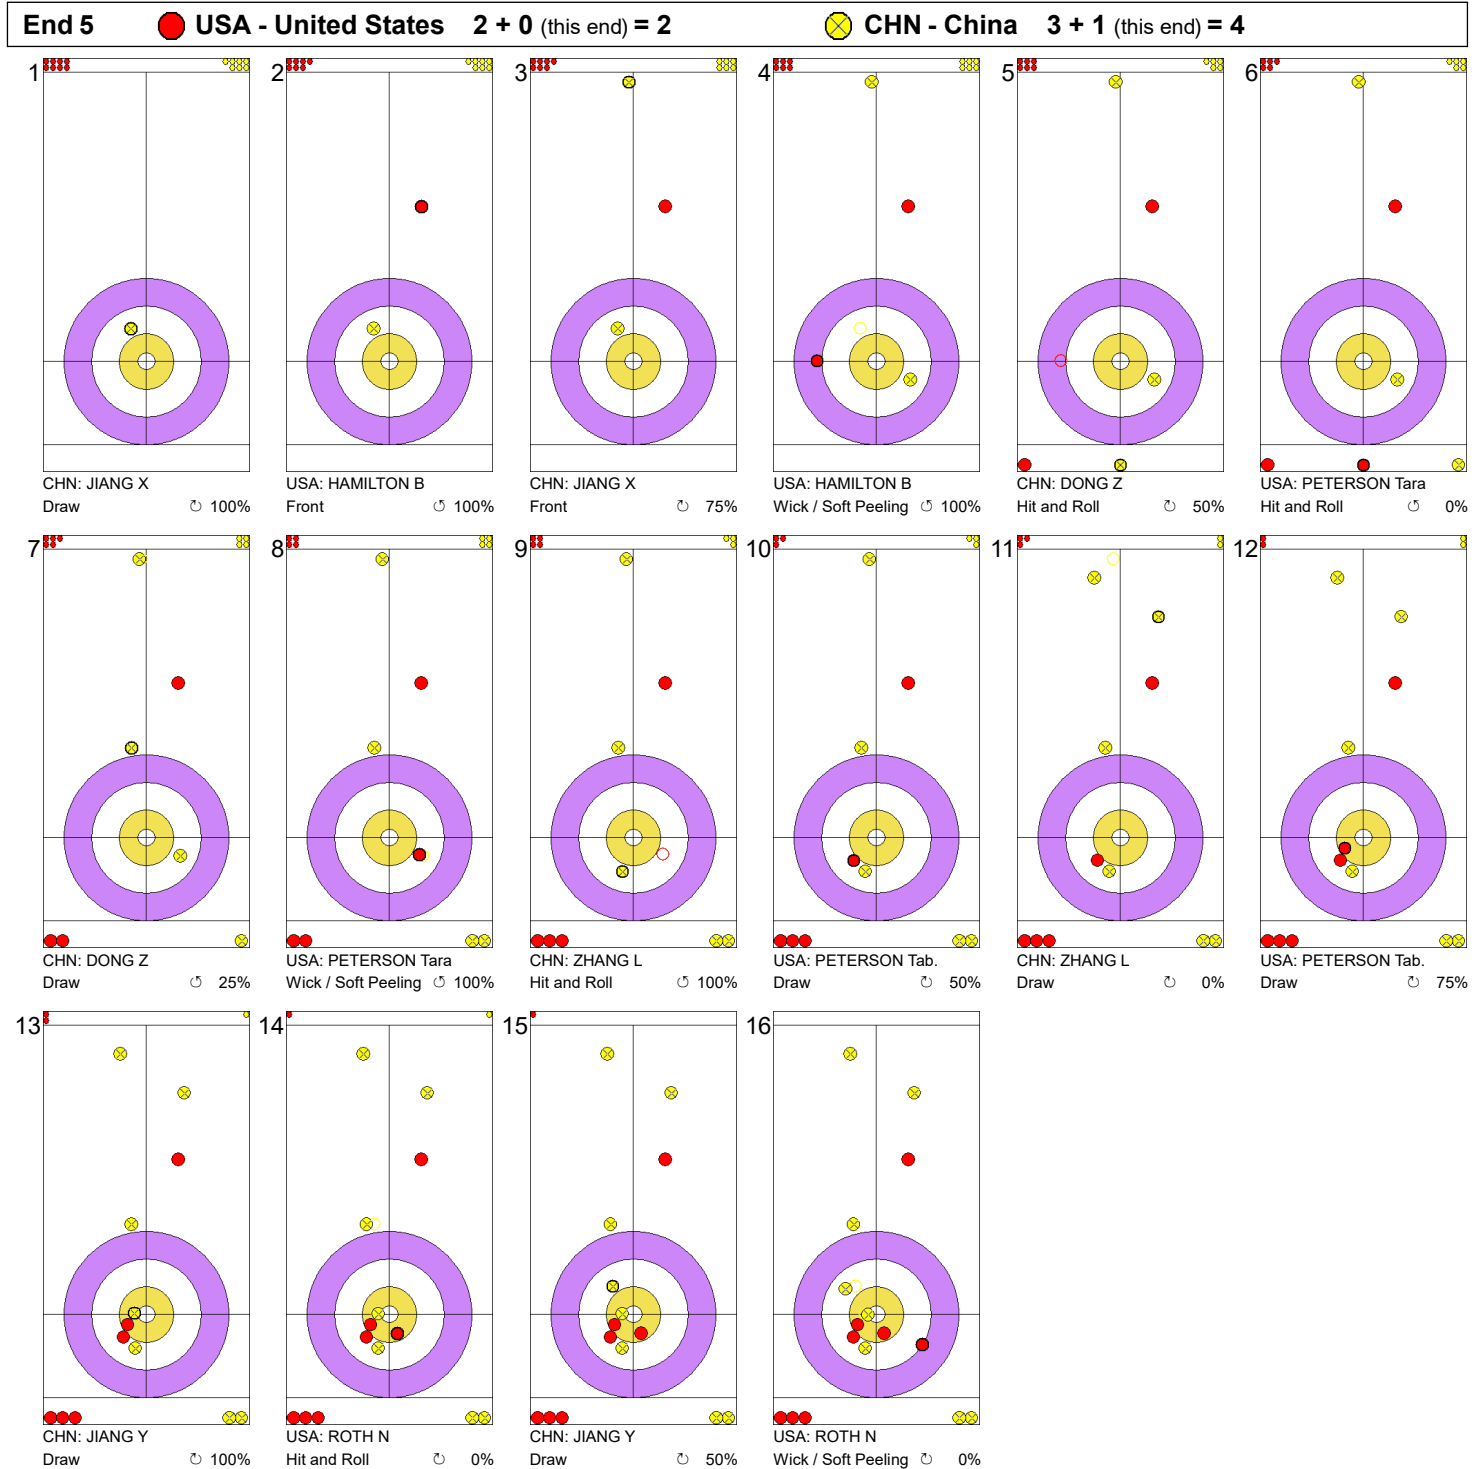 End 5 USA - United States 2 + 0 (this end) = 2 CHN - China 3 + 1 (this end) = 4
1 2 3 4 5 6
CHN: JIANG X USA: HAMILTON B CHN: JIANG X USA: HAMILTON B CHN: DONG Z USA: PETERSON Tara
Draw ↻ 100% Front ↻ 100% Front ↻ 75% Wick / Soft Peeling ↻ 100% Hit and Roll ↺ 50% Hit and Roll ↺ 0%
7 8 9 10 11 12
CHN: DONG Z USA: PETERSON Tara CHN: ZHANG L USA: PETERSON Tab. CHN: ZHANG L USA: PETERSON Tab.
Draw ↺ 25% Wick / Soft Peeling ↺ 100% Hit and Roll ↺ 100% Draw ↻ 50% Draw ↻ 0% Draw ↻ 75%
13 14 15 16
CHN: JIANG Y USA: ROTH N CHN: JIANG Y USA: ROTH N
Draw ↻ 100% Hit and Roll ↻ 0% Draw ↻ 50% Wick / Soft Peeling ↻ 0%